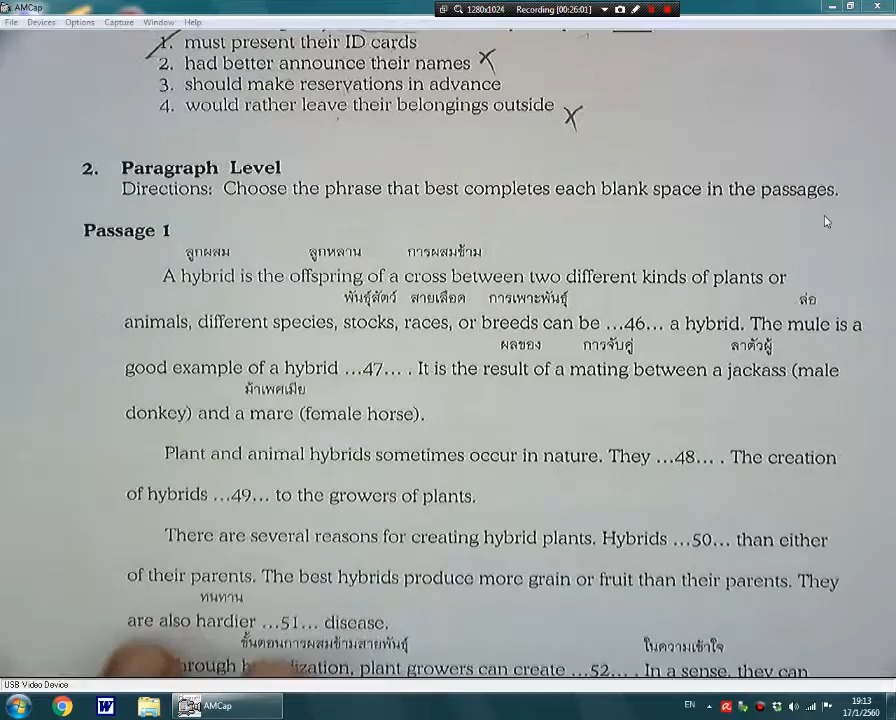 AMCap
1280x1024 Recording [00:26:01]
File Devices Options Capture Window Help
1. must present their ID cards
2. had better announce their names X
3. should make reservations in advance
4. would rather leave their belongings outside X
2. Paragraph Level
Directions: Choose the phrase that best completes each blank space in the passages.
Passage 1
ลูกผสม ลูกหลาน การผสมข้าม
A hybrid is the offspring of a cross between two different kinds of plants or
พันธุ์สัตว์ สายเลือด การเพาะพันธุ์ ล่อ
animals, different species, stocks, races, or breeds can be ...46... a hybrid. The mule is a
ผลของ การจับคู่ ลาตัวผู้
good example of a hybrid ...47... . It is the result of a mating between a jackass (male
ม้าเพศเมีย
donkey) and a mare (female horse).
Plant and animal hybrids sometimes occur in nature. They ...48... . The creation
of hybrids ...49... to the growers of plants.
There are several reasons for creating hybrid plants. Hybrids ...50... than either
of their parents. The best hybrids produce more grain or fruit than their parents. They
ทนทาน
are also hardier ...51... disease.
ขั้นตอนการผสมข้ามสายพันธุ์ ในความเข้าใจ
plant growers can create ...52... . In a sense, they can
USB Video Device
AMCap
EN
19:13
17/1/2560